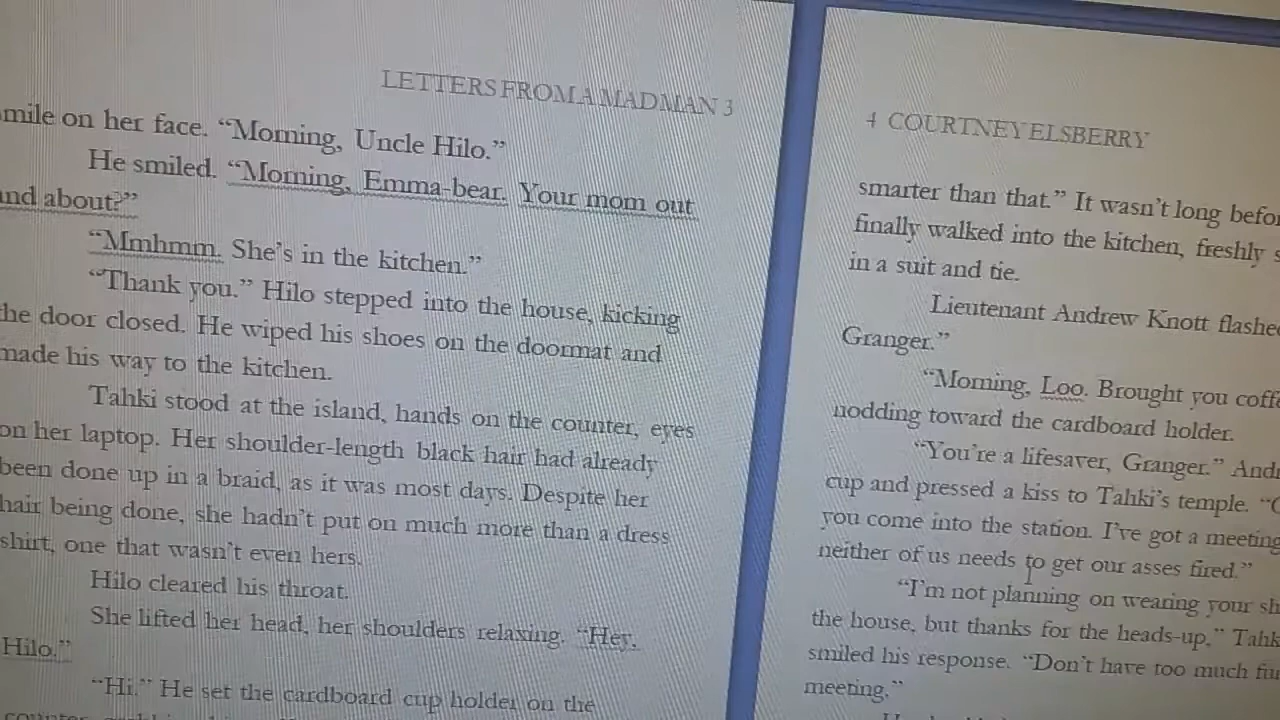 LETTERS FROM A MADMAN 3
mile on her face. “Morning, Uncle Hilo.”
He smiled. “Morning, Emma-bear. Your mom out
and about?”
“Mmhmm. She’s in the kitchen.”
“Thank you.” Hilo stepped into the house, kicking
the door closed. He wiped his shoes on the doormat and
made his way to the kitchen.
Tahki stood at the island, hands on the counter, eyes
on her laptop. Her shoulder-length black hair had already
been done up in a braid, as it was most days. Despite her
hair being done, she hadn’t put on much more than a dress
shirt, one that wasn’t even hers.
Hilo cleared his throat.
She lifted her head, her shoulders relaxing. “Hey,
Hilo.”
“Hi.” He set the cardboard cup holder on the
4 COURTNEY ELSBERRY
smarter than that.” It wasn’t long befor
finally walked into the kitchen, freshly s
in a suit and tie.
Lieutenant Andrew Knott flashed
Granger.”
“Morning, Loo. Brought you coffe
nodding toward the cardboard holder.
“You’re a lifesaver, Granger.” Andr
cup and pressed a kiss to Tahki’s temple.
you come into the station. I’ve got a meeting
neither of us needs to get our asses fired.”
“I’m not planning on wearing your sh
the house, but thanks for the heads-up,” Tahk
smiled his response. “Don’t have too much fun
meeting.”